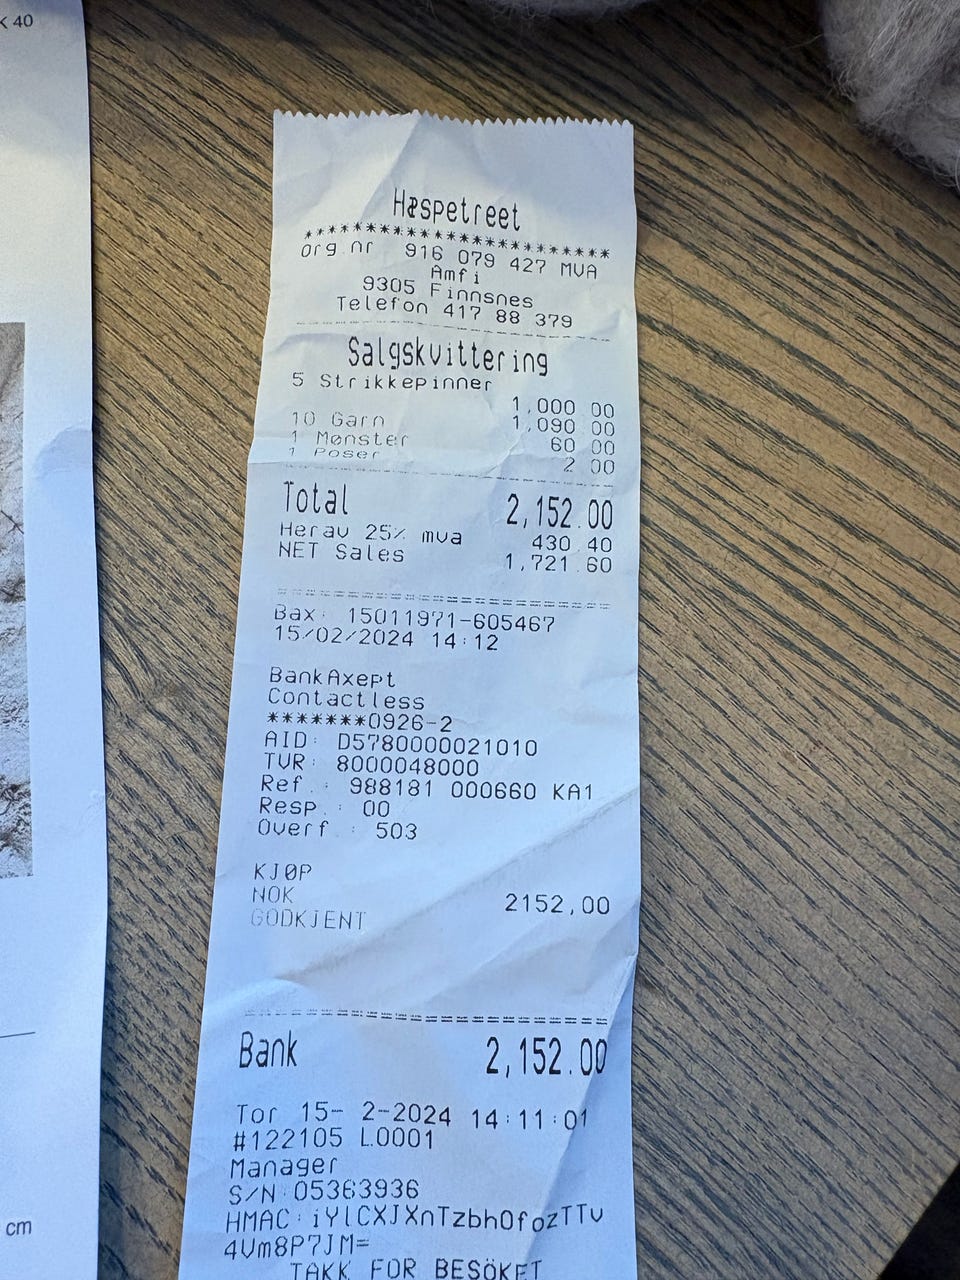 K 40
Hæspetreet
*************************
Org.nr 916 079 427 MVA
Amfi
9305 Finnsnes
Telefon 417 88 379
Salgskvittering
5 Strikkepinner
1,000.00
10 Garn 1,090.00
1 Mønster 60.00
1 Poser 2.00
Total 2,152.00
Herav 25% mva 430.40
NET Sales 1,721.60
Bax: 15011971-605467
15/02/2024 14:12
BankAxept
Contactless
*******0926-2
AID: D5780000021010
TVR: 8000048000
Ref.: 988181 000660 KA1
Resp.: 00
Overf.: 503
KJØP
NOK 2152,00
GODKJENT
Bank 2,152.00
Tor 15- 2-2024 14:11:01
#122105 L0001
Manager
S/N:05363936
HMAC:iYlCXJXnTzbhOfozTTv
4Vm8P7JM=
TAKK FOR BESÖKET
cm